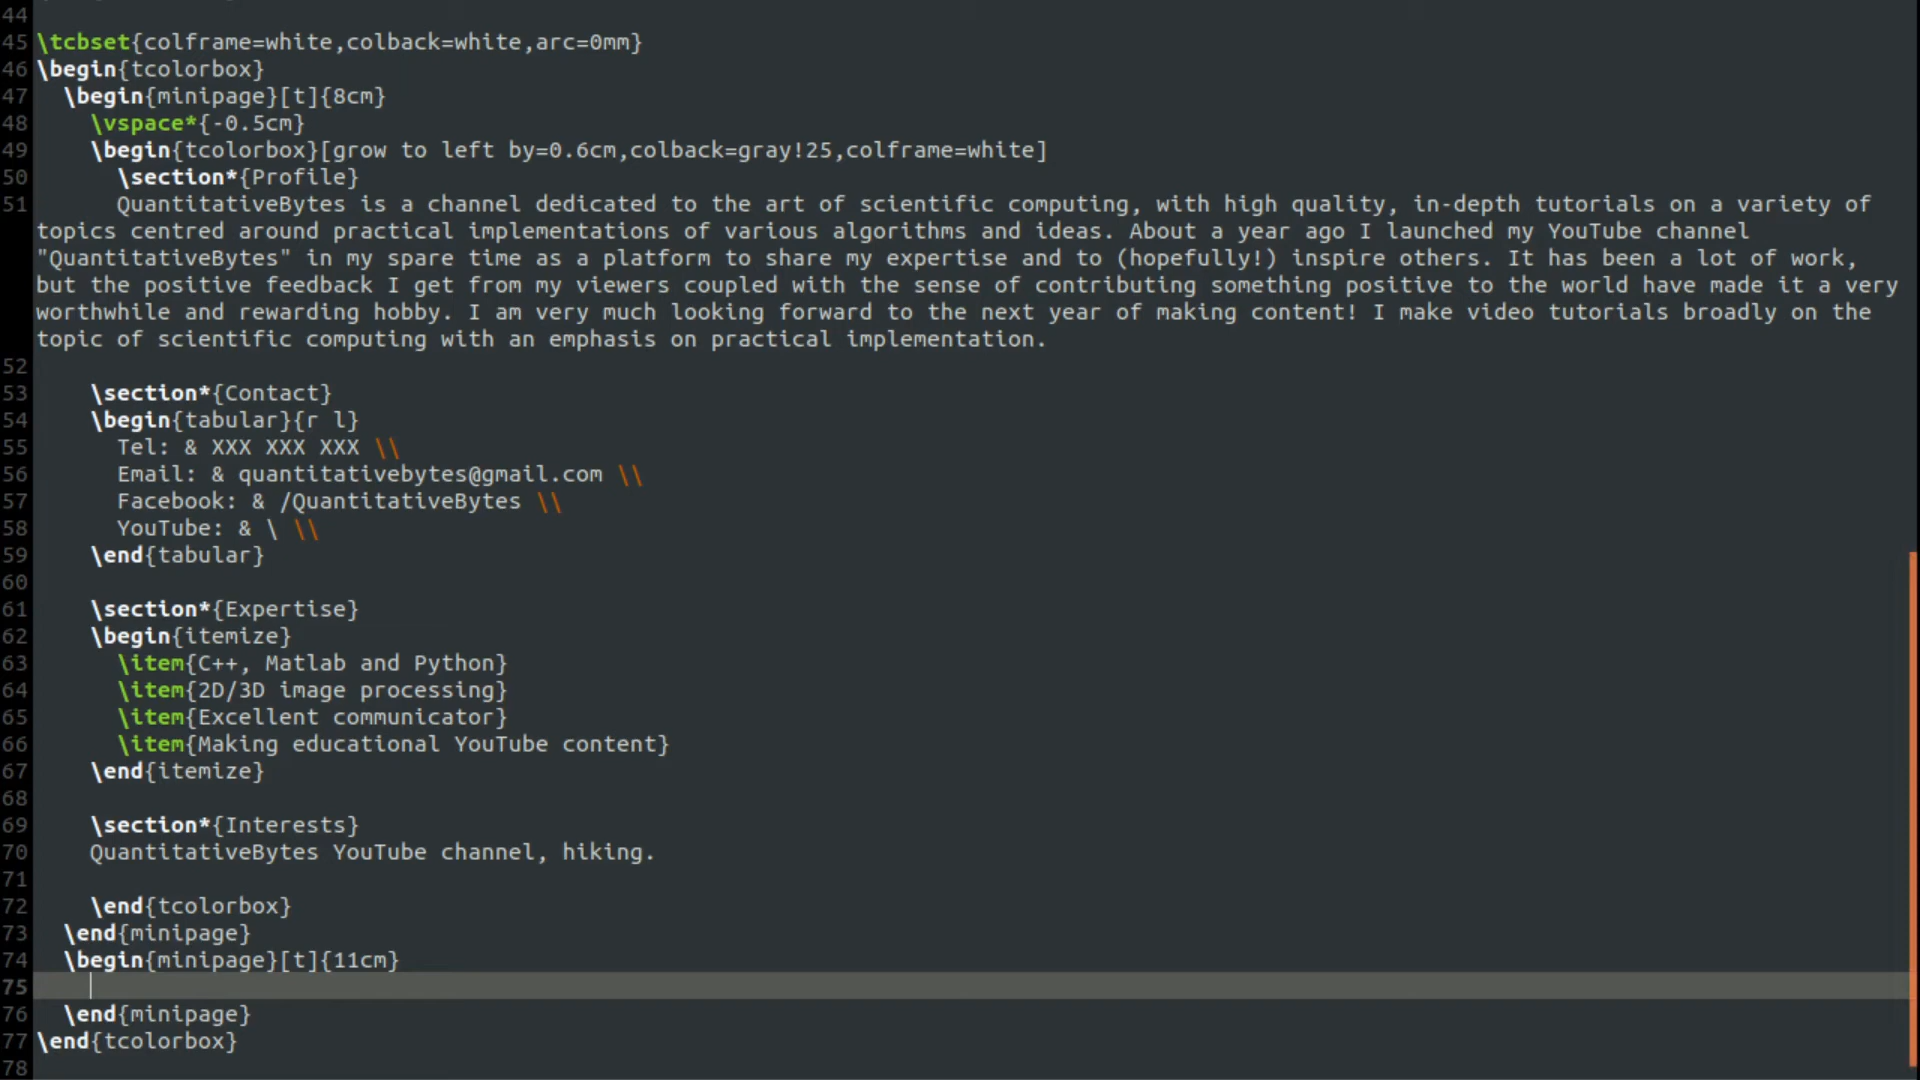 44
45 \tcbset{colframe=white,colback=white,arc=0mm}
46 \begin{tcolorbox}
47   \begin{minipage}[t]{8cm}
48     \vspace*{-0.5cm}
49     \begin{tcolorbox}[grow to left by=0.6cm,colback=gray!25,colframe=white]
50       \section*{Profile}
51       QuantitativeBytes is a channel dedicated to the art of scientific computing, with high quality, in-depth tutorials on a variety of
topics centred around practical implementations of various algorithms and ideas. About a year ago I launched my YouTube channel
"QuantitativeBytes" in my spare time as a platform to share my expertise and to (hopefully!) inspire others. It has been a lot of work,
but the positive feedback I get from my viewers coupled with the sense of contributing something positive to the world have made it a very
worthwhile and rewarding hobby. I am very much looking forward to the next year of making content! I make video tutorials broadly on the
topic of scientific computing with an emphasis on practical implementation.
52
53     \section*{Contact}
54     \begin{tabular}{r l}
55       Tel: & XXX XXX XXX \\
56       Email: & quantitativebytes@gmail.com \\
57       Facebook: & /QuantitativeBytes \\
58       YouTube: & \ \\
59     \end{tabular}
60
61     \section*{Expertise}
62     \begin{itemize}
63       \item{C++, Matlab and Python}
64       \item{2D/3D image processing}
65       \item{Excellent communicator}
66       \item{Making educational YouTube content}
67     \end{itemize}
68
69     \section*{Interests}
70     QuantitativeBytes YouTube channel, hiking.
71
72     \end{tcolorbox}
73   \end{minipage}
74   \begin{minipage}[t]{11cm}
75
76   \end{minipage}
77 \end{tcolorbox}
78